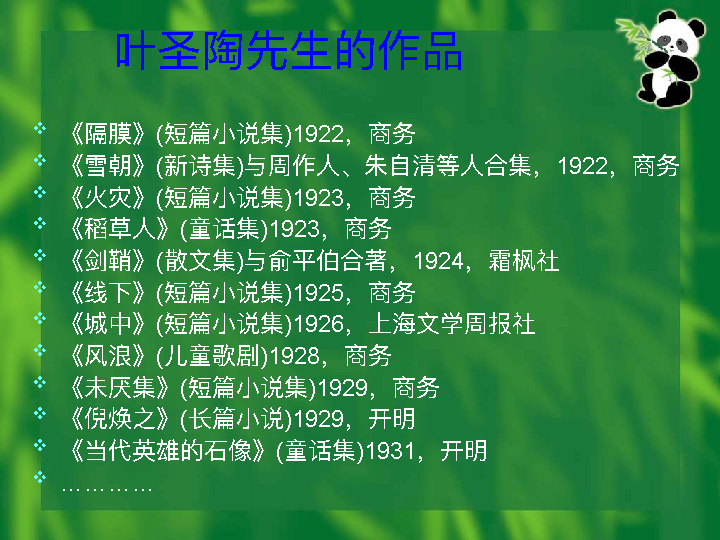 叶圣陶先生的作品
《隔膜》(短篇小说集)1922，商务
《雪朝》(新诗集)与周作人、朱自清等人合集，1922，商务
《火灾》(短篇小说集)1923，商务
《稻草人》(童话集)1923，商务
《剑鞘》(散文集)与俞平伯合著，1924，霜枫社
《线下》(短篇小说集)1925，商务
《城中》(短篇小说集)1926，上海文学周报社
《风浪》(儿童歌剧)1928，商务
《未厌集》(短篇小说集)1929，商务
《倪焕之》(长篇小说)1929，开明
《当代英雄的石像》(童话集)1931，开明
…………